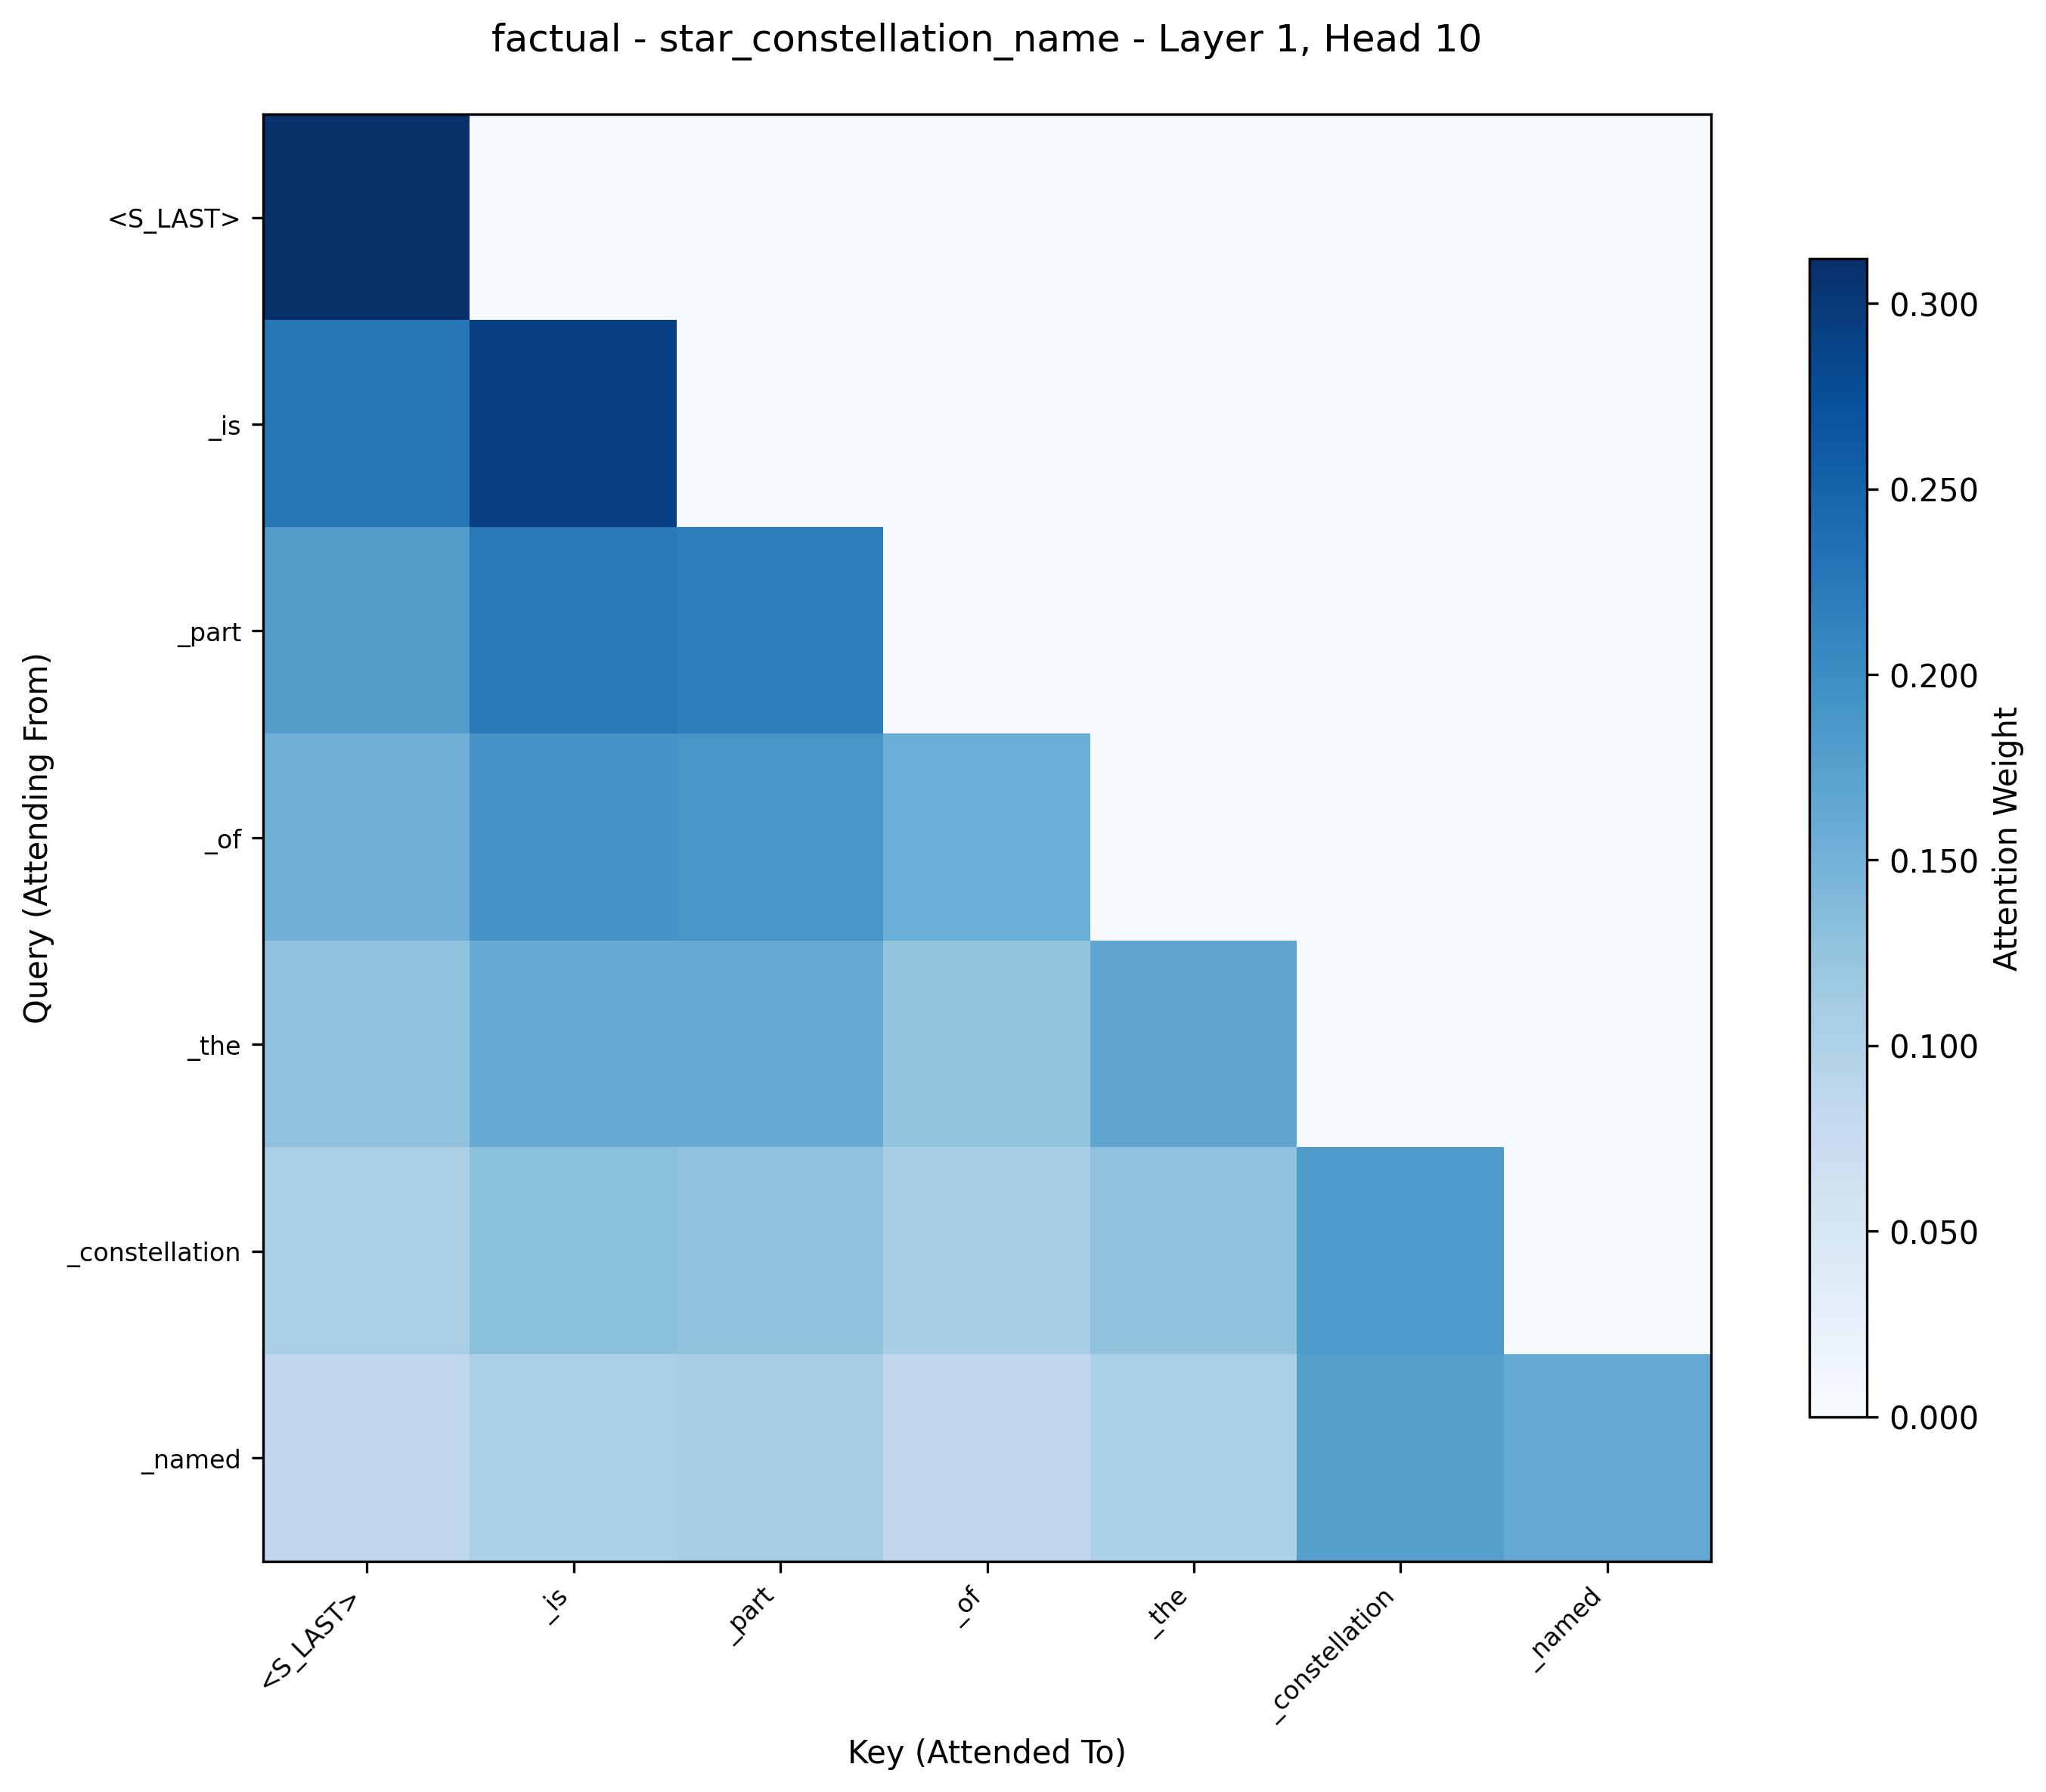 factual - star_constellation_name - Layer 1, Head 10
<S_LAST>
_is
_part
_of
_the
_constellation
_named
Query (Attending From)
<S_LAST>
_is
_part
_of
_the
_constellation
_named
Key (Attended To)
0.300
0.250
0.200
0.150
0.100
0.050
0.000
Attention Weight